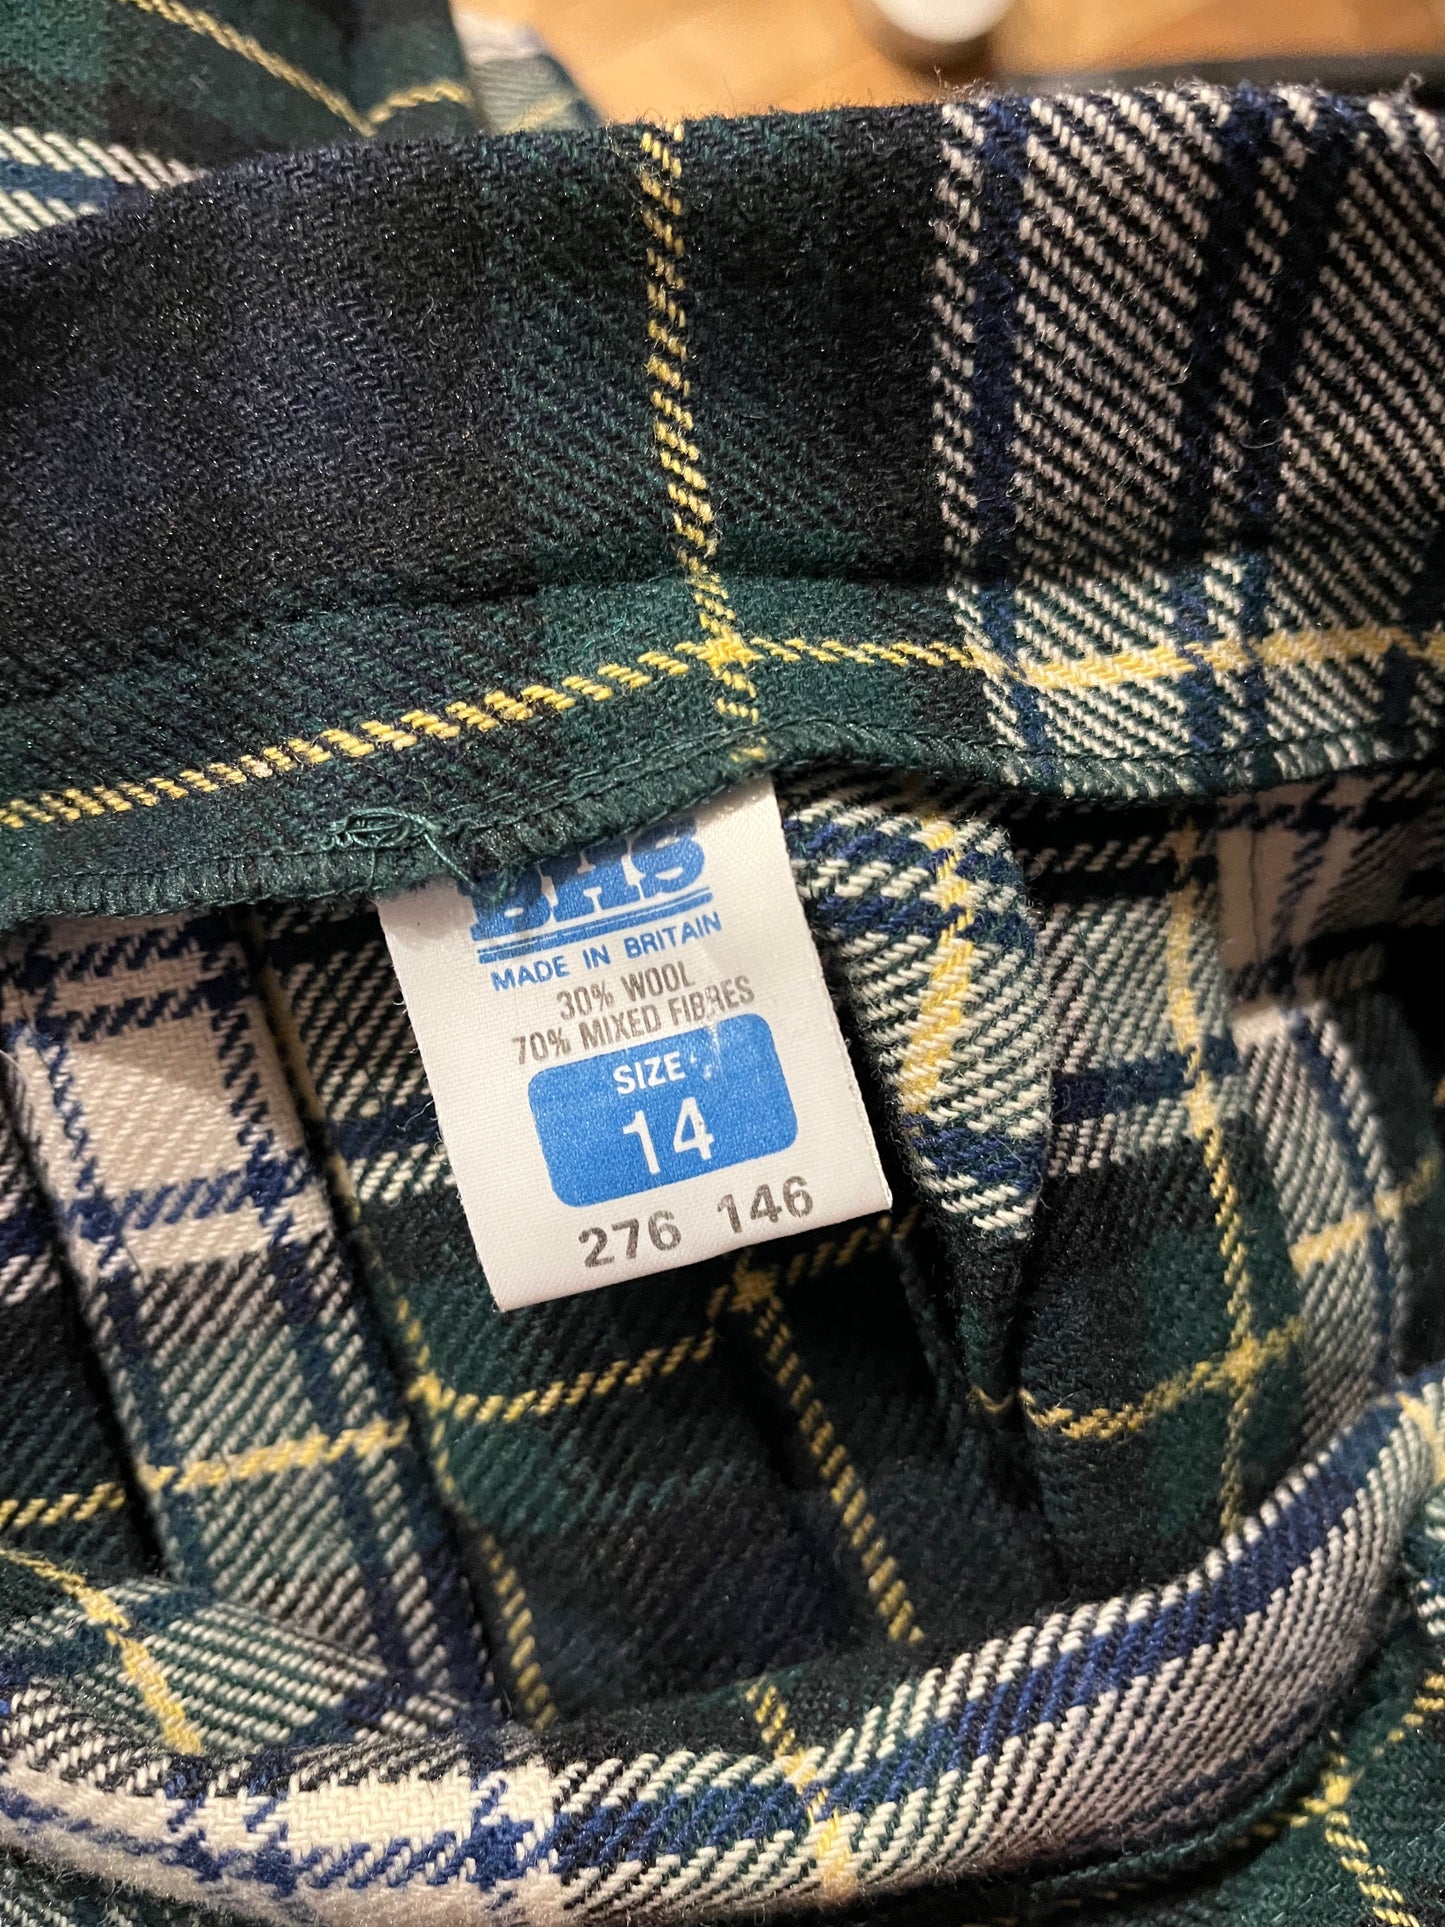 BHS
MADE IN BRITAIN
30% WOOL
70% MIXED FIBRES
SIZE
14
276 146